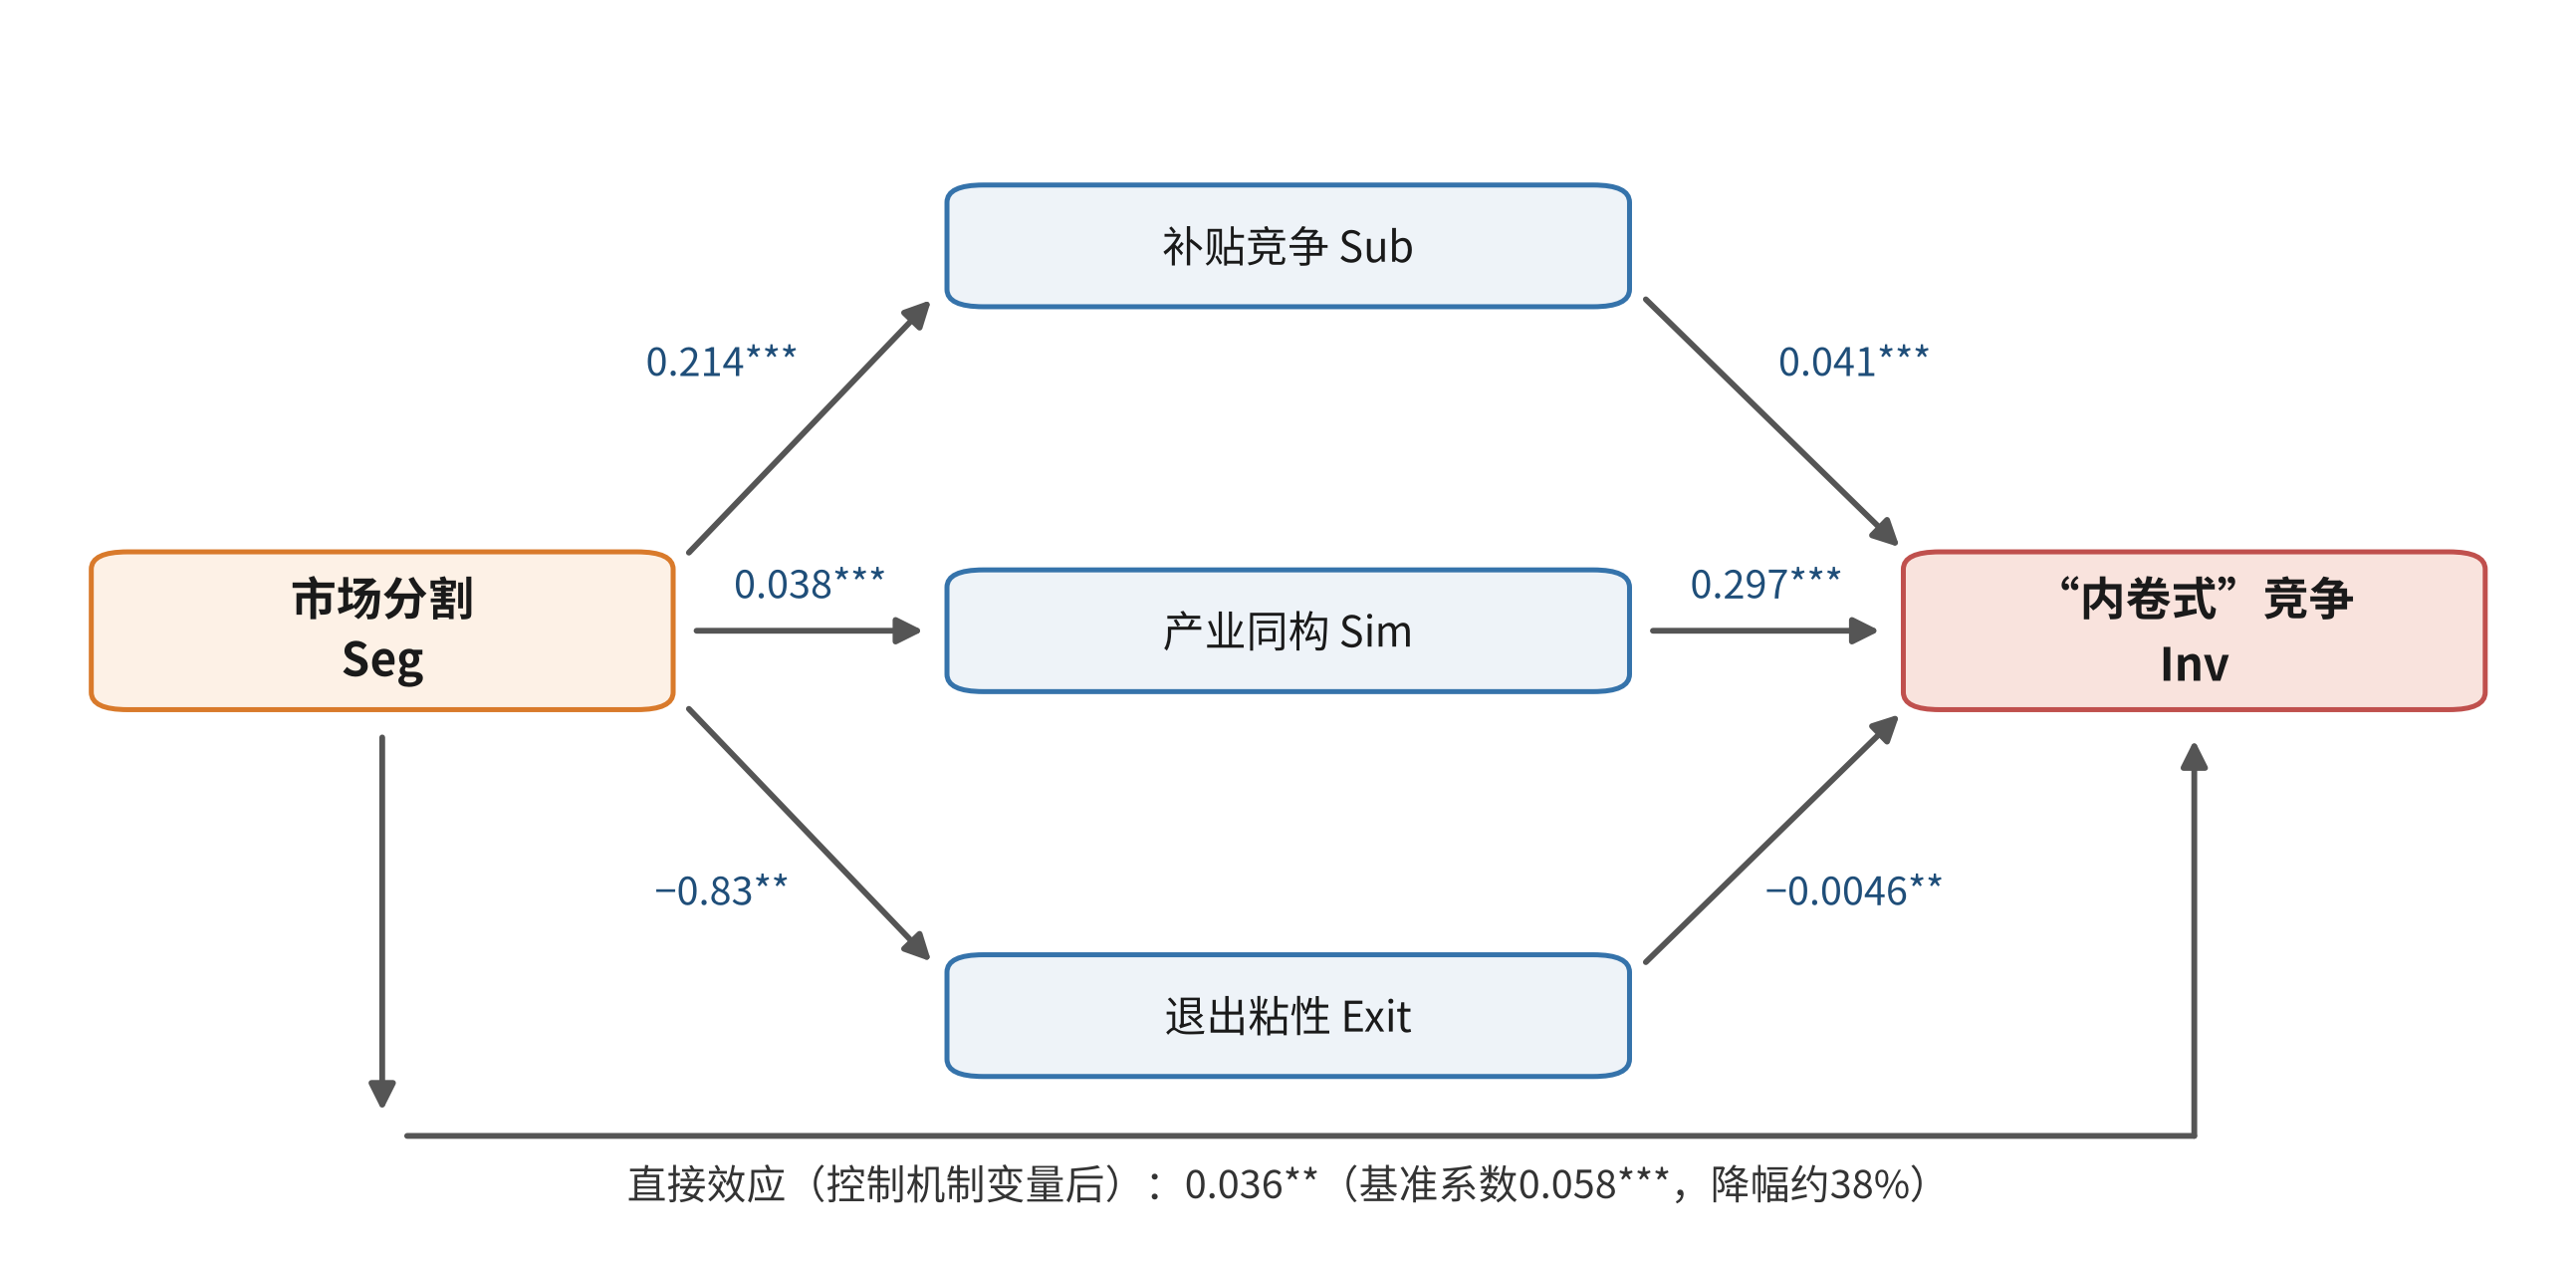 补贴竞争 Sub
0.214***
0.041***
市场分割
Seg
0.038***
产业同构 Sim
0.297***
“内卷式”竞争
Inv
−0.83**
−0.0046**
退出粘性 Exit
直接效应（控制机制变量后）：0.036**（基准系数0.058***，降幅约38%）